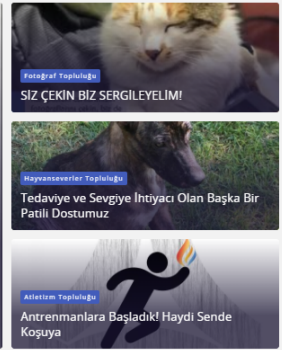 Fotoğraf Topluluğu
SİZ ÇEKİN BİZ SERGİLEYELİM!
Hayvanseverler Topluluğu
Tedaviye ve Sevgiye İhtiyacı Olan Başka Bir
Patili Dostumuz
Atletizm Topluluğu
Antrenmanlara Başladık! Haydi Sende
Koşuya